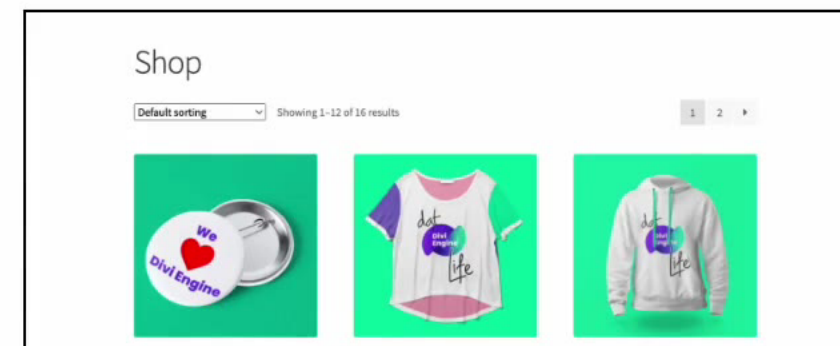 Shop
Default sorting
Showing 1–12 of 16 results
1 2
We
Divi Engine
dat
Divi
Engine
Life
dat
Divi
Engine
Life